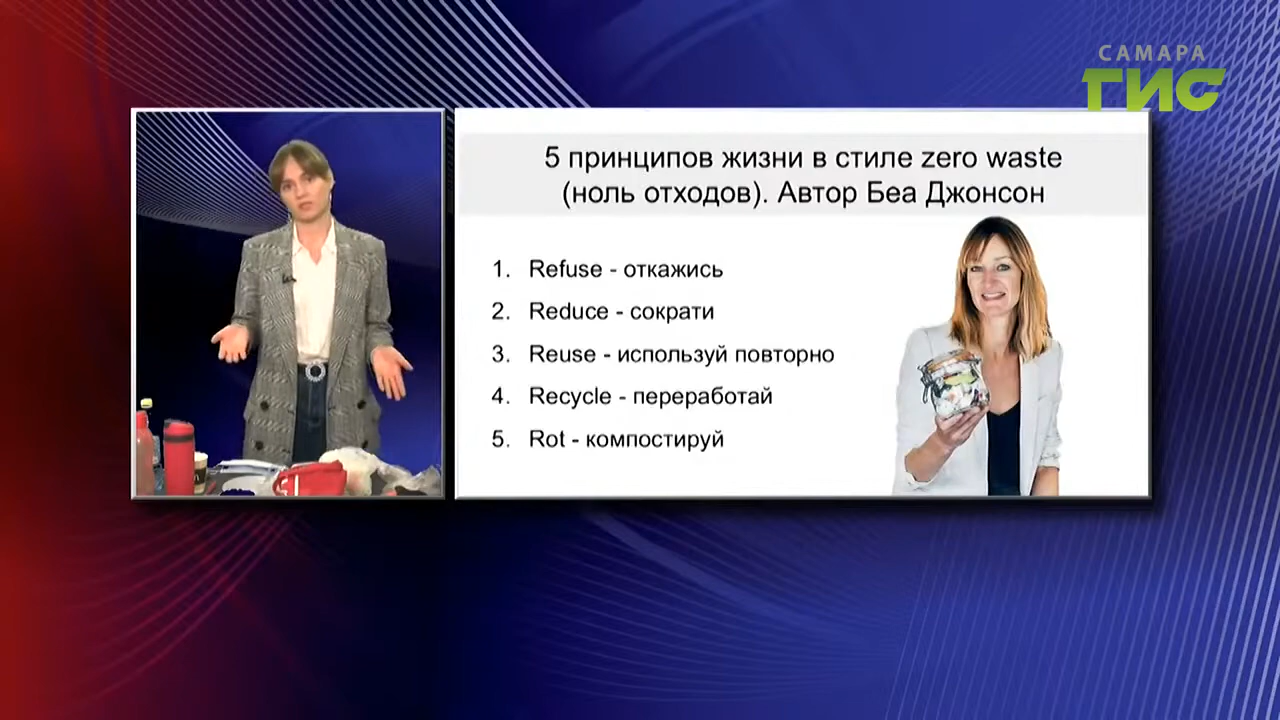 САМАРА
ГИС
5 принципов жизни в стиле zero waste
(ноль отходов). Автор Беа Джонсон
1. Refuse - откажись
2. Reduce - сократи
3. Reuse - используй повторно
4. Recycle - переработай
5. Rot - компостируй